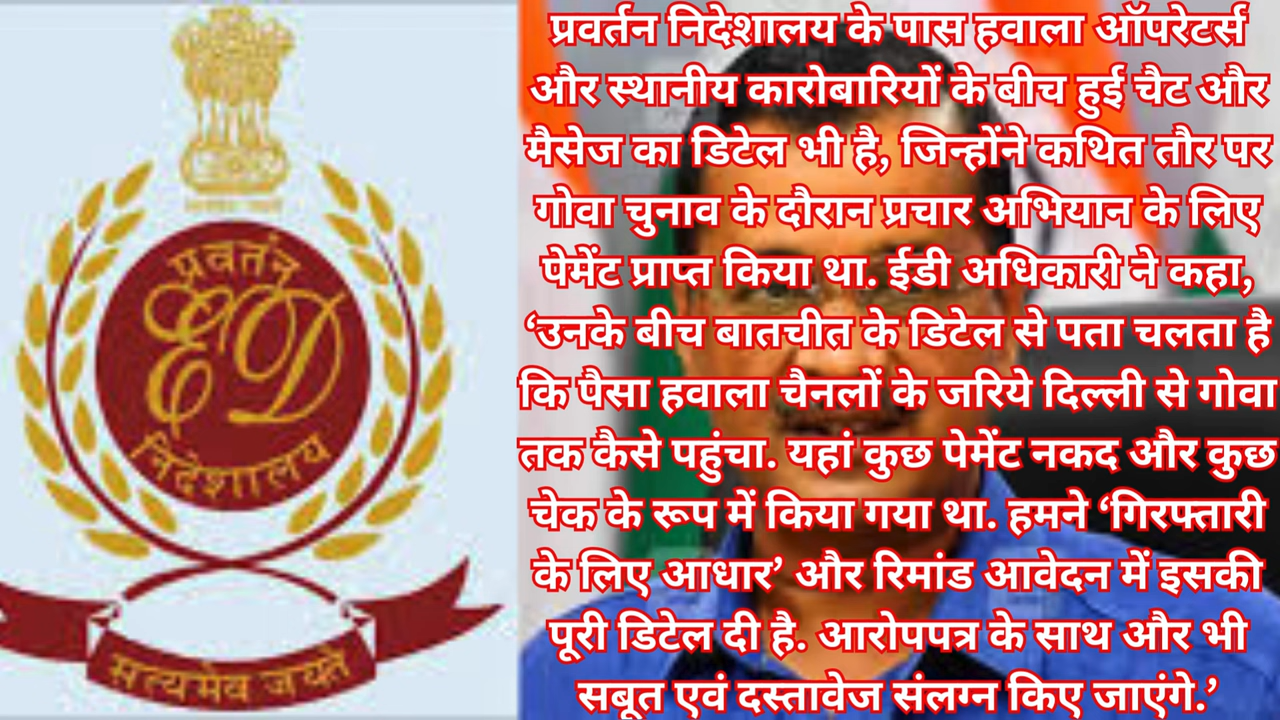 प्रवर्तन
ED
निदेशालय
सत्यमेव जयते
प्रवर्तन निदेशालय के पास हवाला ऑपरेटर्स
और स्थानीय कारोबारियों के बीच हुई चैट और
मैसेज का डिटेल भी है, जिन्होंने कथित तौर पर
गोवा चुनाव के दौरान प्रचार अभियान के लिए
पेमेंट प्राप्त किया था. ईडी अधिकारी ने कहा,
‘उनके बीच बातचीत के डिटेल से पता चलता है
कि पैसा हवाला चैनलों के जरिये दिल्ली से गोवा
तक कैसे पहुंचा. यहां कुछ पेमेंट नकद और कुछ
चेक के रूप में किया गया था. हमने ‘गिरफ्तारी
के लिए आधार’ और रिमांड आवेदन में इसकी
पूरी डिटेल दी है. आरोपपत्र के साथ और भी
सबूत एवं दस्तावेज संलग्न किए जाएंगे.’